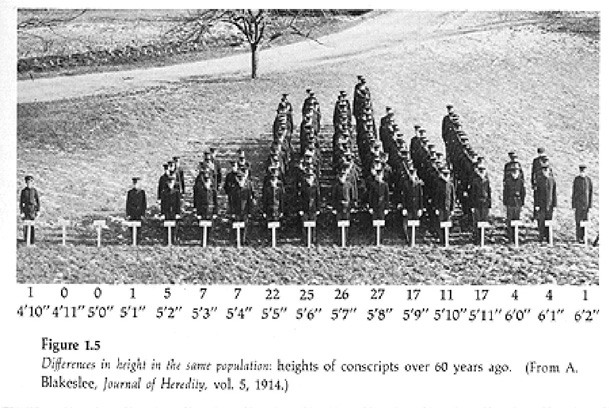 1 0 0 1 5 7 7 22 25 26 27 17 11 17 4 4 1
4'10" 4'11" 5'0" 5'1" 5'2" 5'3" 5'4" 5'5" 5'6" 5'7" 5'8" 5'9" 5'10" 5'11" 6'0" 6'1" 6'2"
Figure 1.5
Differences in height in the same population: heights of conscripts over 60 years ago. (From A.
Blakeslee, Journal of Heredity, vol. 5, 1914.)